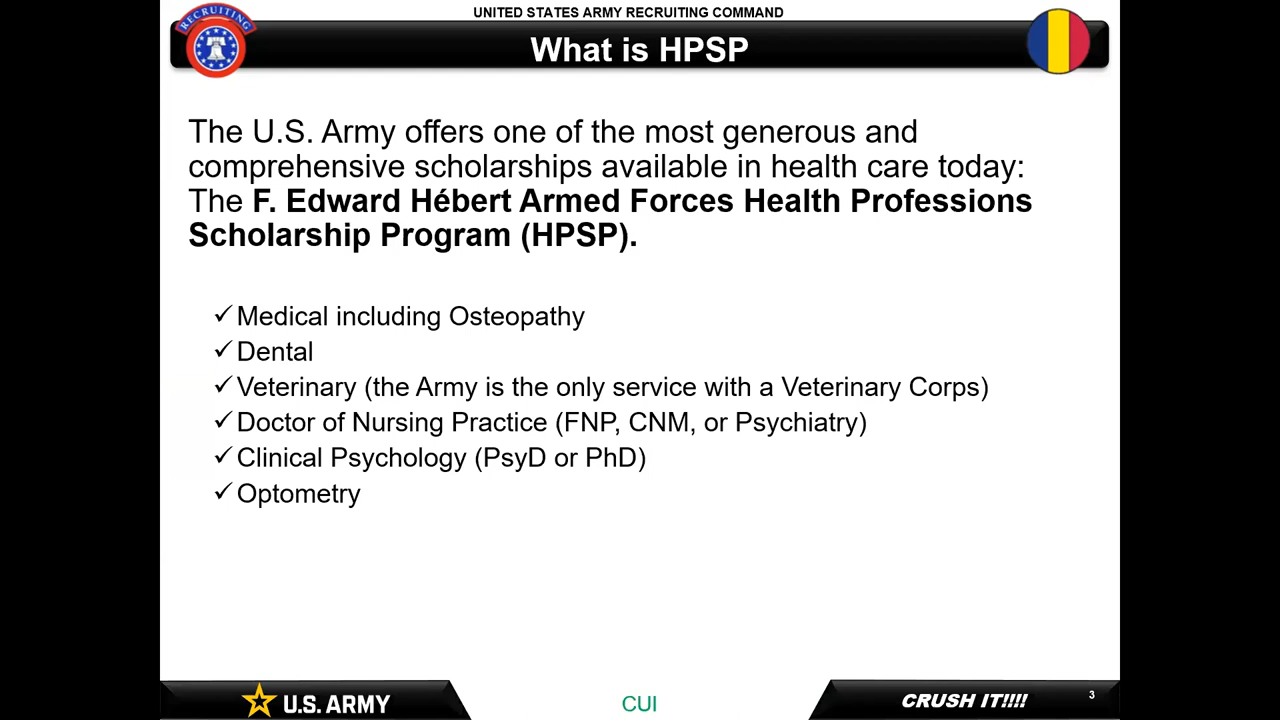 UNITED STATES ARMY RECRUITING COMMAND
RECRUITING
What is HPSP
The U.S. Army offers one of the most generous and
comprehensive scholarships available in health care today:
The F. Edward Hébert Armed Forces Health Professions
Scholarship Program (HPSP).
✓Medical including Osteopathy
✓Dental
✓Veterinary (the Army is the only service with a Veterinary Corps)
✓Doctor of Nursing Practice (FNP, CNM, or Psychiatry)
✓Clinical Psychology (PsyD or PhD)
✓Optometry
U.S. ARMY
CUI
CRUSH IT!!!!
3